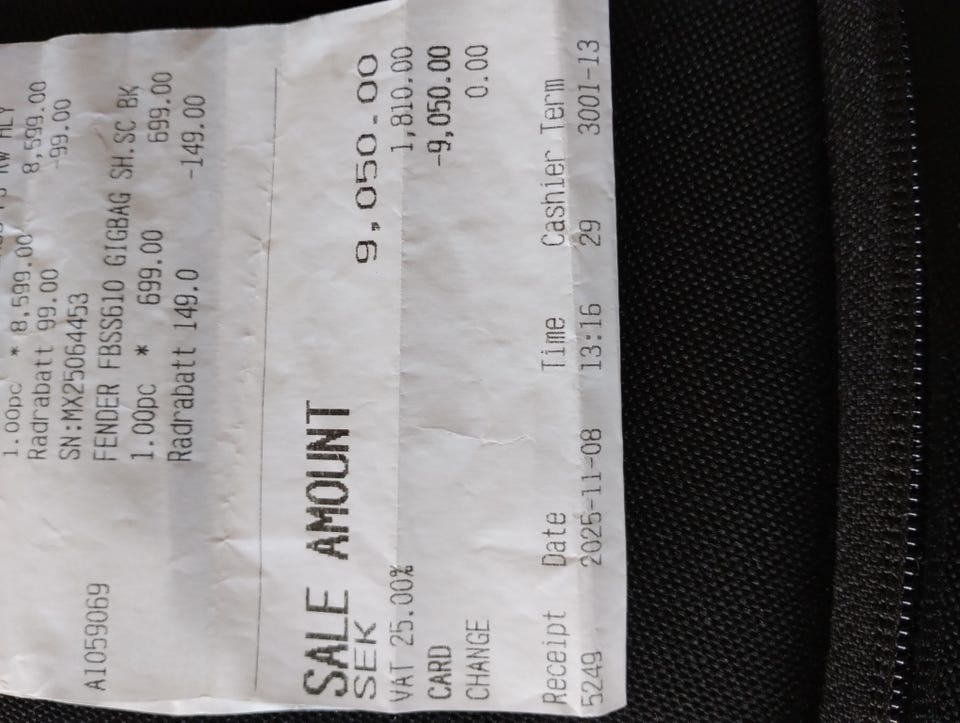 1.00pc * 8,599.00 8,599.00
Radrabatt 99.00 -99.00
SN:MX25064453
A1059069 FENDER FBSS610 GIGBAG SH.SC BK
1.00pc * 699.00 699.00
Radrabatt 149.0 -149.00
SALE AMOUNT
SEK 9,050.00
VAT 25.00% 1,810.00
CARD -9,050.00
CHANGE 0.00
Receipt Date Time Cashier Term
5249 2025-11-08 13:16 29 3001-13